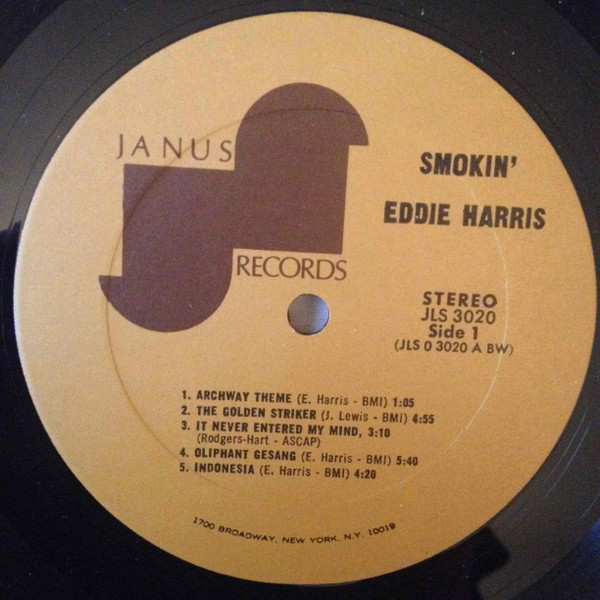 JANUS
RECORDS
SMOKIN'
EDDIE HARRIS
STEREO
JLS 3020
Side 1
(JLS 0 3020 A BW)
1. ARCHWAY THEME (E. Harris - BMI) 1:05
2. THE GOLDEN STRIKER (J. Lewis - BMI) 4:55
3. IT NEVER ENTERED MY MIND, 3:10
(Rodgers-Hart - ASCAP)
4. OLIPHANT GESANG (E. Harris - BMI) 5:40
5. INDONESIA (E. Harris - BMI) 4:20
1700 BROADWAY, NEW YORK, N.Y. 10019